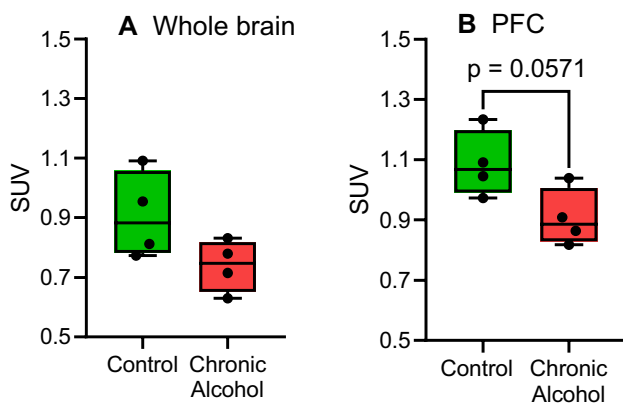 A Whole brain
1.5
1.3
1.1
0.9
0.7
0.5
SUV
Control
Chronic
Alcohol
B PFC
p = 0.0571
1.5
1.3
1.1
0.9
0.7
0.5
SUV
Control
Chronic
Alcohol